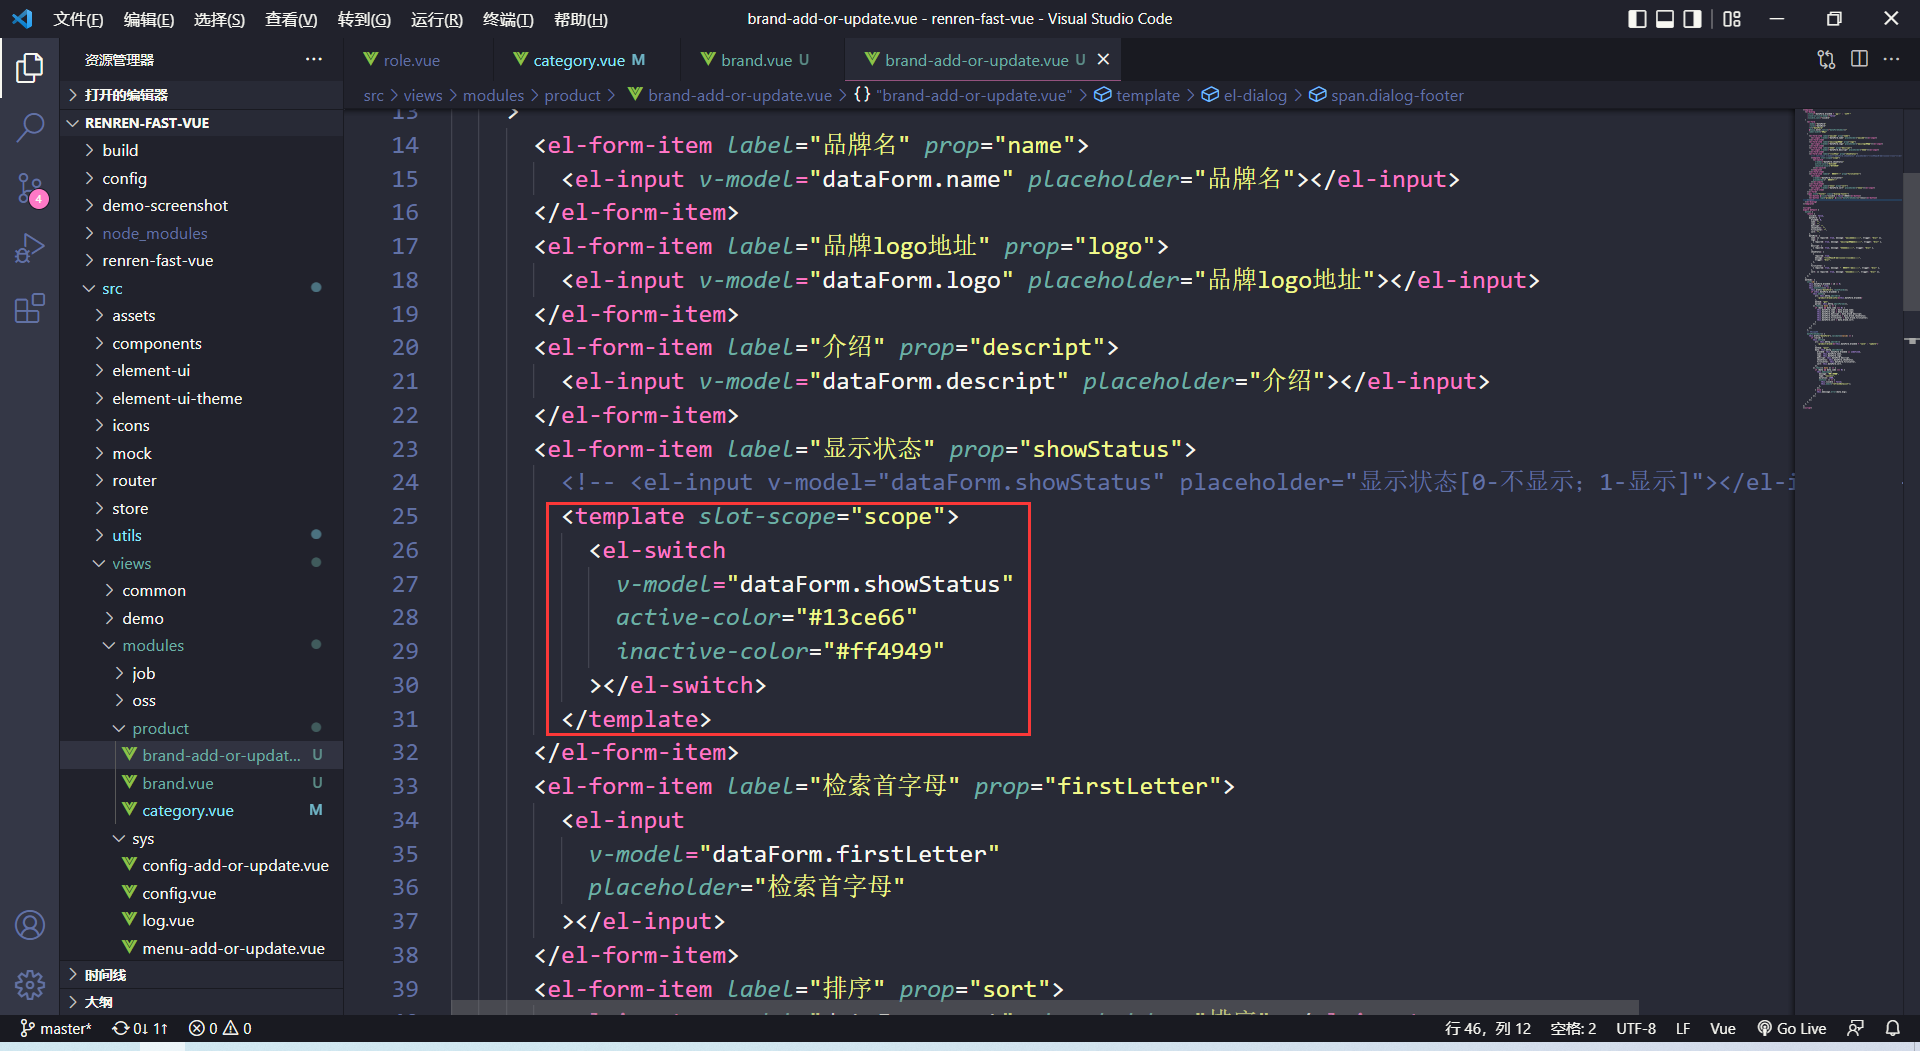 文件(F) 编辑(E) 选择(S) 查看(V) 转到(G) 运行(R) 终端(T) 帮助(H)
brand-add-or-update.vue - renren-fast-vue - Visual Studio Code
资源管理器 ···
role.vue
category.vue M
brand.vue U
brand-add-or-update.vue U
src > views > modules > product > brand-add-or-update.vue > {} "brand-add-or-update.vue" > template > el-dialog > span.dialog-footer
打开的编辑器
RENREN-FAST-VUE
build
config
demo-screenshot
node_modules
renren-fast-vue
src
assets
components
element-ui
element-ui-theme
icons
mock
router
store
utils
views
common
demo
modules
job
oss
product
brand-add-or-updat... U
brand.vue U
category.vue M
sys
config-add-or-update.vue
config.vue
log.vue
menu-add-or-update.vue
时间线
大纲
4
13 >
14 <el-form-item label="品牌名" prop="name">
15 <el-input v-model="dataForm.name" placeholder="品牌名"></el-input>
16 </el-form-item>
17 <el-form-item label="品牌logo地址" prop="logo">
18 <el-input v-model="dataForm.logo" placeholder="品牌logo地址"></el-input>
19 </el-form-item>
20 <el-form-item label="介绍" prop="descript">
21 <el-input v-model="dataForm.descript" placeholder="介绍"></el-input>
22 </el-form-item>
23 <el-form-item label="显示状态" prop="showStatus">
24 <!-- <el-input v-model="dataForm.showStatus" placeholder="显示状态[0-不显示；1-显示]"></el-i
25 <template slot-scope="scope">
26 <el-switch
27 v-model="dataForm.showStatus"
28 active-color="#13ce66"
29 inactive-color="#ff4949"
30 ></el-switch>
31 </template>
32 </el-form-item>
33 <el-form-item label="检索首字母" prop="firstLetter">
34 <el-input
35 v-model="dataForm.firstLetter"
36 placeholder="检索首字母"
37 ></el-input>
38 </el-form-item>
39 <el-form-item label="排序" prop="sort">
master* 0↓ 1↑ 0 0
行 46，列 12 空格: 2 UTF-8 LF Vue Go Live